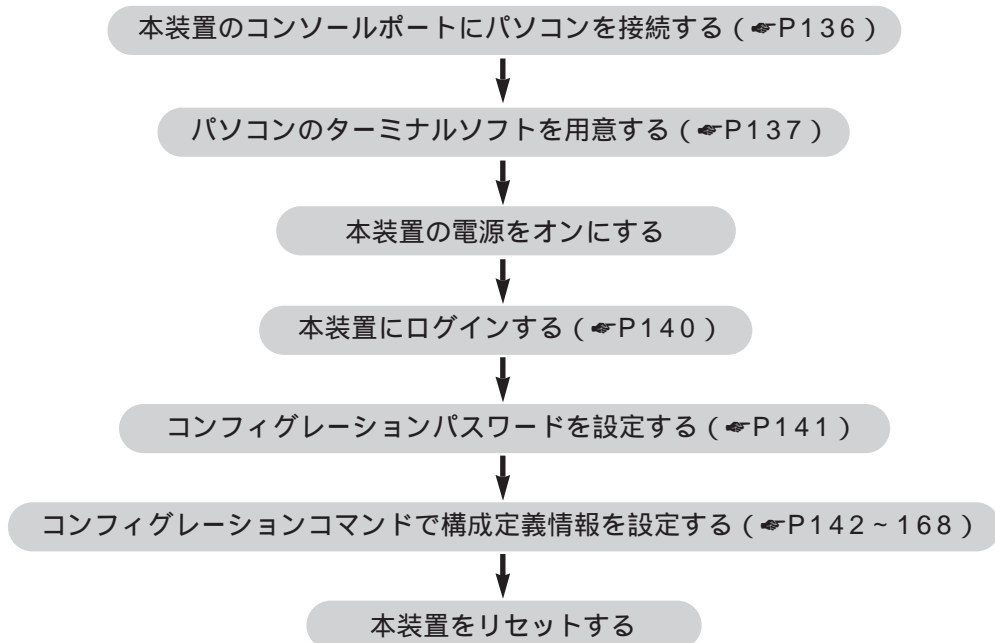 本装置のコンソールポートにパソコンを接続する（☛P136）
パソコンのターミナルソフトを用意する（☛P137）
本装置の電源をオンにする
本装置にログインする（☛P140）
コンフィグレーションパスワードを設定する（☛P141）
コンフィグレーションコマンドで構成定義情報を設定する（☛P142～168）
本装置をリセットする